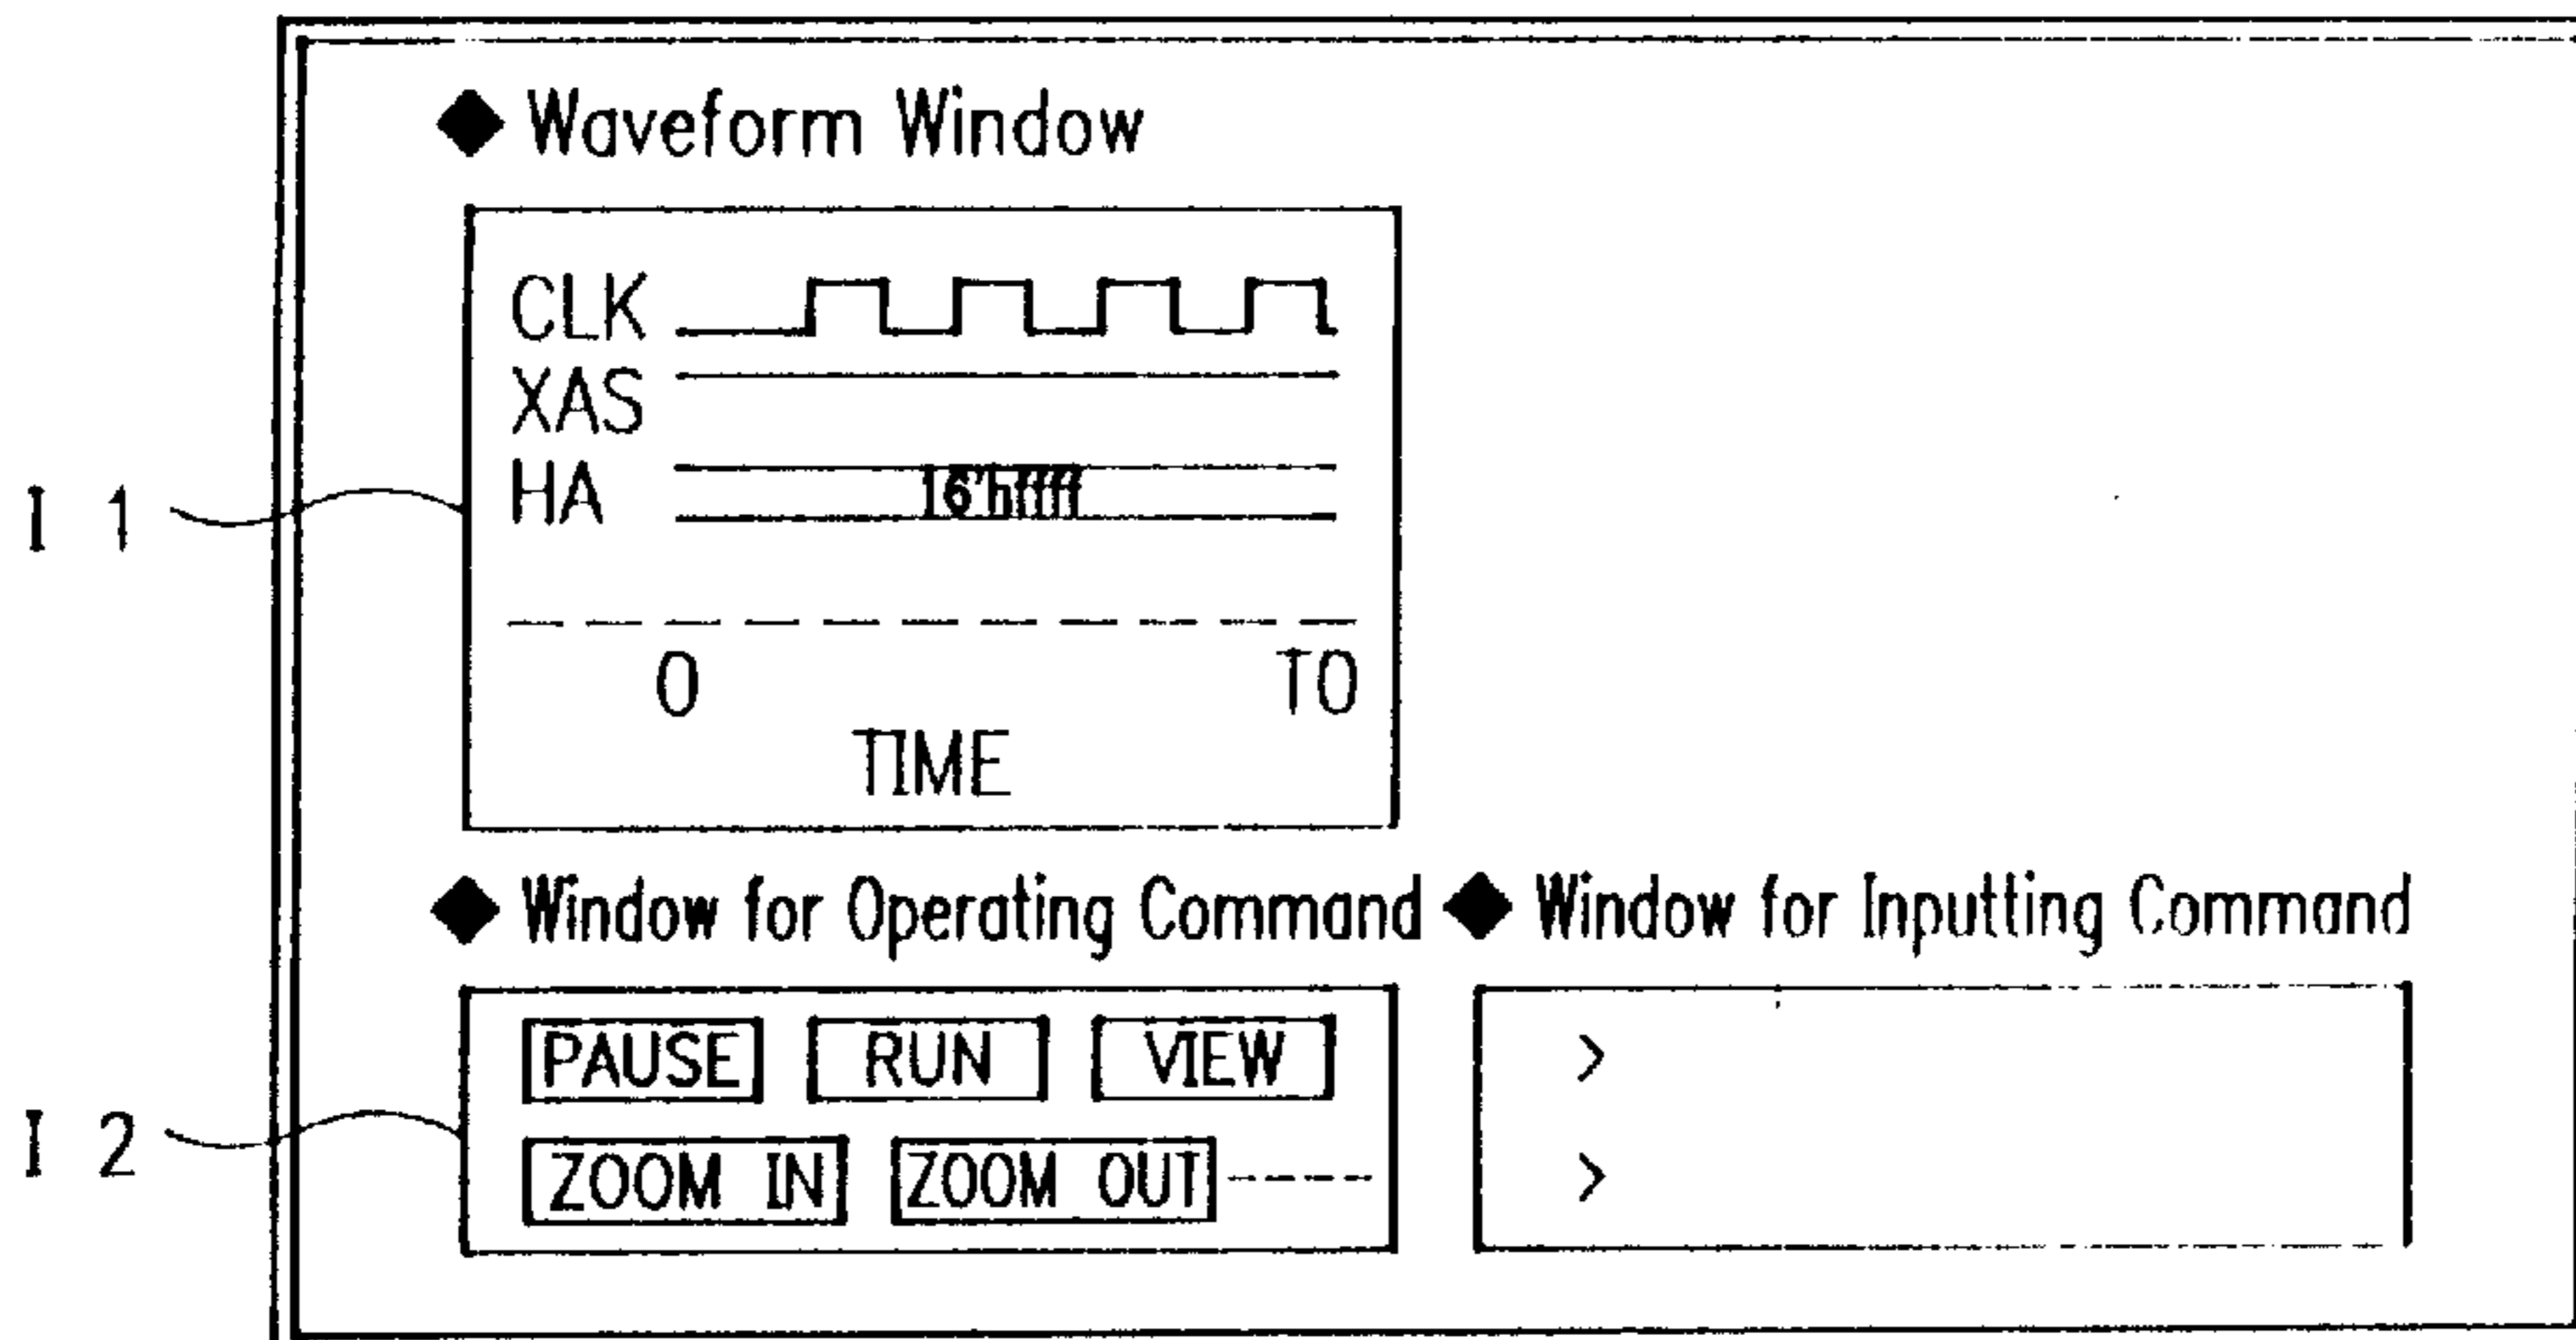 ◆ Waveform Window
CLK
XAS
HA 16'hffff
I 1
0 T0
TIME
◆ Window for Operating Command ◆ Window for Inputting Command
PAUSE RUN VIEW >
I 2
ZOOM IN ZOOM OUT ----- >